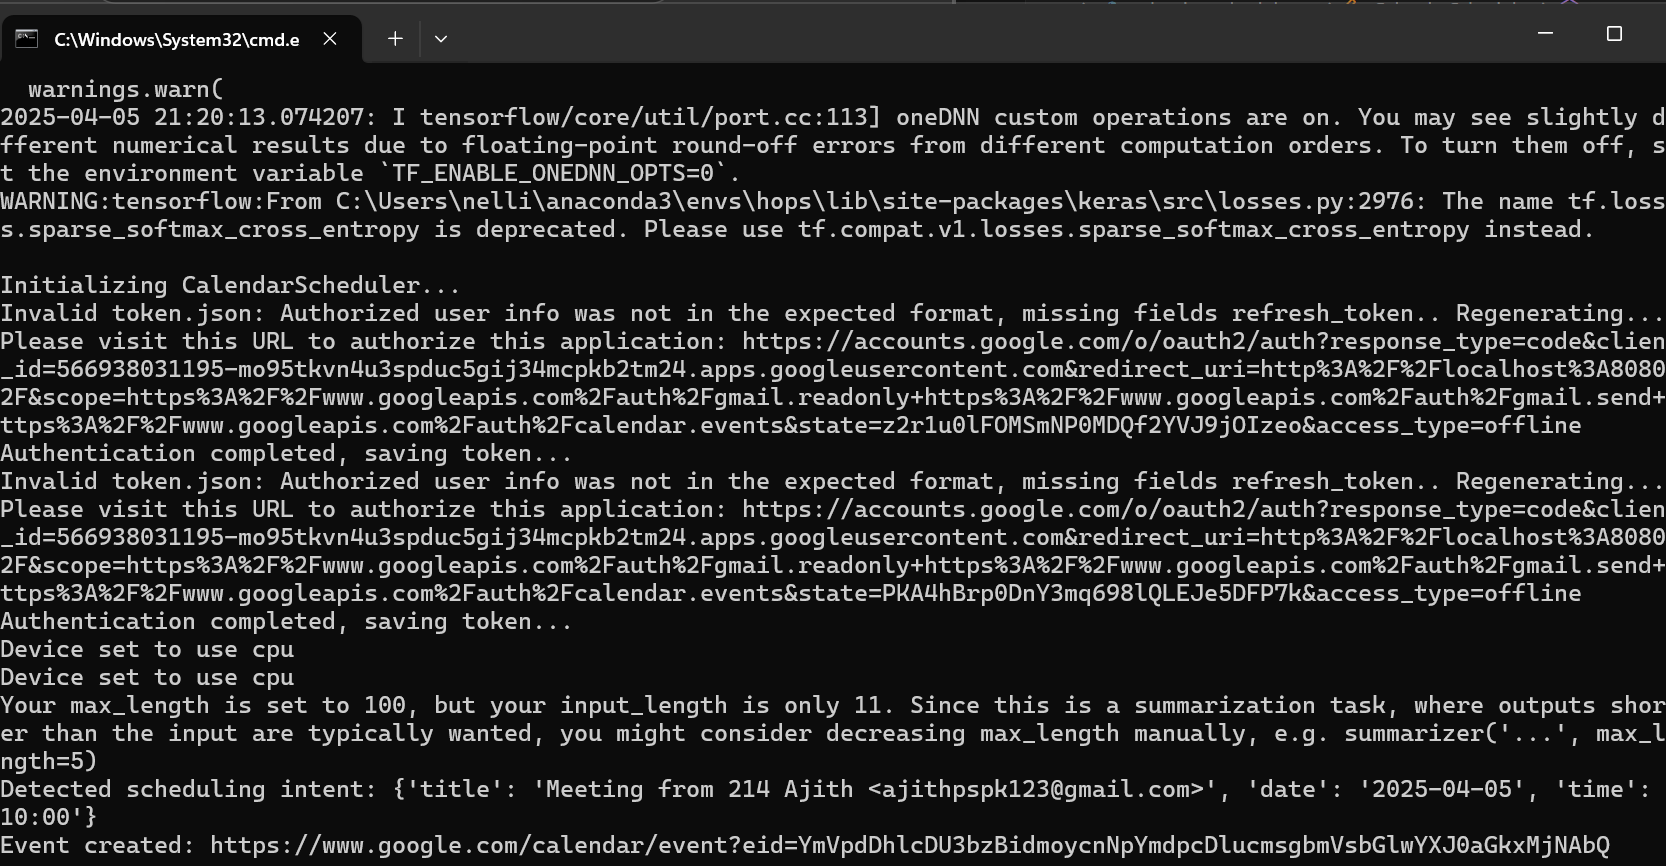 C:\Windows\System32\cmd.e
warnings.warn(
2025-04-05 21:20:13.074207: I tensorflow/core/util/port.cc:113] oneDNN custom operations are on. You may see slightly d
fferent numerical results due to floating-point round-off errors from different computation orders. To turn them off, s
t the environment variable `TF_ENABLE_ONEDNN_OPTS=0`.
WARNING:tensorflow:From C:\Users\nelli\anaconda3\envs\hops\lib\site-packages\keras\src\losses.py:2976: The name tf.loss
s.sparse_softmax_cross_entropy is deprecated. Please use tf.compat.v1.losses.sparse_softmax_cross_entropy instead.
Initializing CalendarScheduler...
Invalid token.json: Authorized user info was not in the expected format, missing fields refresh_token.. Regenerating...
Please visit this URL to authorize this application: https://accounts.google.com/o/oauth2/auth?response_type=code&clien
_id=566938031195-mo95tkvn4u3spduc5gij34mcpkb2tm24.apps.googleusercontent.com&redirect_uri=http%3A%2F%2Flocalhost%3A8080
2F&scope=https%3A%2F%2Fwww.googleapis.com%2Fauth%2Fgmail.readonly+https%3A%2F%2Fwww.googleapis.com%2Fauth%2Fgmail.send+
ttps%3A%2F%2Fwww.googleapis.com%2Fauth%2Fcalendar.events&state=z2r1u0lFOMSmNP0MDQf2YVJ9jOIzeo&access_type=offline
Authentication completed, saving token...
Invalid token.json: Authorized user info was not in the expected format, missing fields refresh_token.. Regenerating...
Please visit this URL to authorize this application: https://accounts.google.com/o/oauth2/auth?response_type=code&clien
_id=566938031195-mo95tkvn4u3spduc5gij34mcpkb2tm24.apps.googleusercontent.com&redirect_uri=http%3A%2F%2Flocalhost%3A8080
2F&scope=https%3A%2F%2Fwww.googleapis.com%2Fauth%2Fgmail.readonly+https%3A%2F%2Fwww.googleapis.com%2Fauth%2Fgmail.send+
ttps%3A%2F%2Fwww.googleapis.com%2Fauth%2Fcalendar.events&state=PKA4hBrp0DnY3mq698lQLEJe5DFP7k&access_type=offline
Authentication completed, saving token...
Device set to use cpu
Device set to use cpu
Your max_length is set to 100, but your input_length is only 11. Since this is a summarization task, where outputs shor
er than the input are typically wanted, you might consider decreasing max_length manually, e.g. summarizer('...', max_l
ngth=5)
Detected scheduling intent: {'title': 'Meeting from 214 Ajith <ajithpspk123@gmail.com>', 'date': '2025-04-05', 'time':
10:00'}
Event created: https://www.google.com/calendar/event?eid=YmVpdDhlcDU3bzBidmoycnNpYmdpcDlucmsgbmVsbGlwYXJ0aGkxMjNAbQ